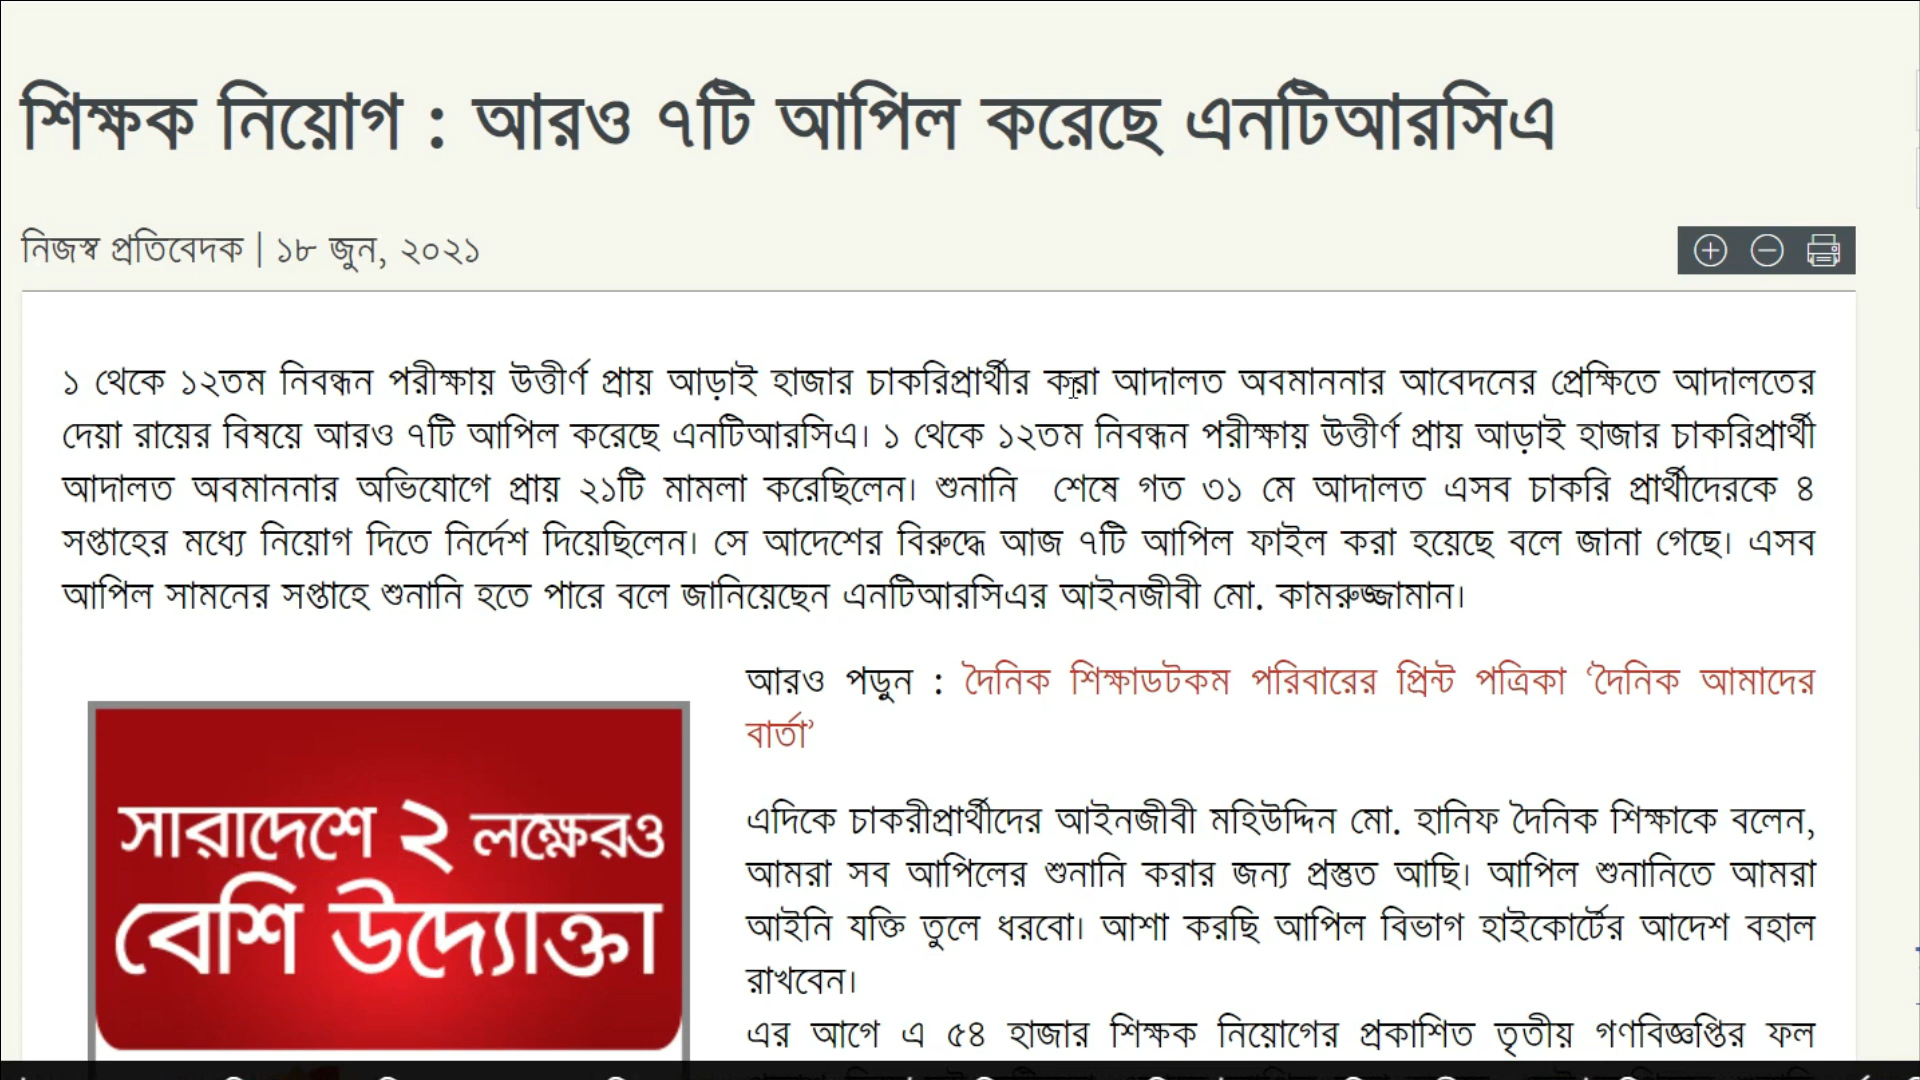 শিক্ষক নিয়োগ : আরও ৭টি আপিল করেছে এনটিআরসিএ
নিজস্ব প্রতিবেদক | ১৮ জুন, ২০২১
১ থেকে ১২তম নিবন্ধন পরীক্ষায় উত্তীর্ণ প্রায় আড়াই হাজার চাকরিপ্রার্থীর করা আদালত অবমাননার আবেদনের প্রেক্ষিতে আদালতের
দেয়া রায়ের বিষয়ে আরও ৭টি আপিল করেছে এনটিআরসিএ। ১ থেকে ১২তম নিবন্ধন পরীক্ষায় উত্তীর্ণ প্রায় আড়াই হাজার চাকরিপ্রার্থী
আদালত অবমাননার অভিযোগে প্রায় ২১টি মামলা করেছিলেন। শুনানি শেষে গত ৩১ মে আদালত এসব চাকরি প্রার্থীদেরকে ৪
সপ্তাহের মধ্যে নিয়োগ দিতে নির্দেশ দিয়েছিলেন। সে আদেশের বিরুদ্ধে আজ ৭টি আপিল ফাইল করা হয়েছে বলে জানা গেছে। এসব
আপিল সামনের সপ্তাহে শুনানি হতে পারে বলে জানিয়েছেন এনটিআরসিএর আইনজীবী মো. কামরুজ্জামান।
আরও পড়ুন : দৈনিক শিক্ষাডটকম পরিবারের প্রিন্ট পত্রিকা ‘দৈনিক আমাদের
বার্তা’
সারাদেশে ২ লক্ষেরও
বেশি উদ্যোক্তা
এদিকে চাকরীপ্রার্থীদের আইনজীবী মহিউদ্দিন মো. হানিফ দৈনিক শিক্ষাকে বলেন,
আমরা সব আপিলের শুনানি করার জন্য প্রস্তুত আছি। আপিল শুনানিতে আমরা
আইনি যক্তি তুলে ধরবো। আশা করছি আপিল বিভাগ হাইকোর্টের আদেশ বহাল
রাখবেন।
এর আগে এ ৫৪ হাজার শিক্ষক নিয়োগের প্রকাশিত তৃতীয় গণবিজ্ঞপ্তির ফল